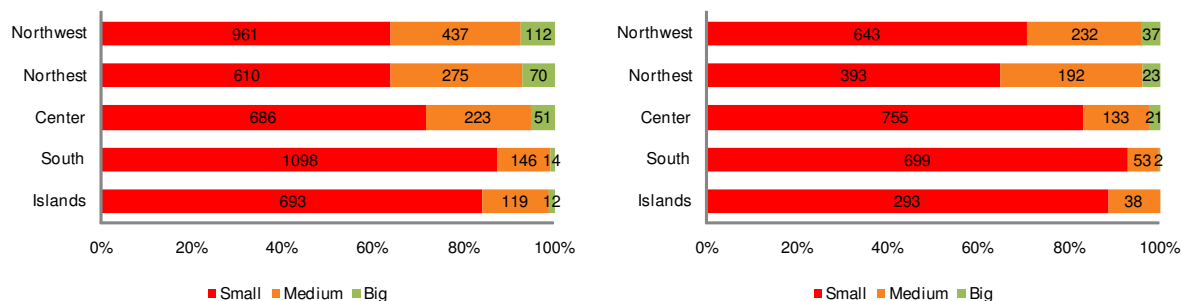 Northwest 961 437 112
Northest 610 275 70
Center 686 223 51
South 1098 146 14
Islands 693 119 12
0% 20% 40% 60% 80% 100%
Small Medium Big
Northwest 643 232 37
Northest 393 192 23
Center 755 133 21
South 699 53 2
Islands 293 38
0% 20% 40% 60% 80% 100%
Small Medium Big